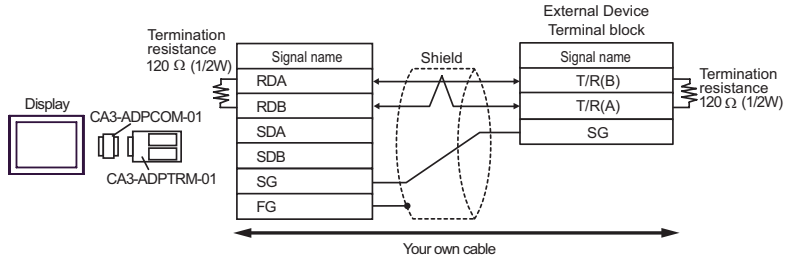 External Device
Terminal block
Termination
resistance
120 Ω (1/2W)
Signal name
RDA
RDB
SDA
SDB
SG
FG
Shield
Signal name
T/R(B)
T/R(A)
SG
Termination
resistance
120 Ω (1/2W)
Display
CA3-ADPCOM-01
CA3-ADPTRM-01
Your own cable